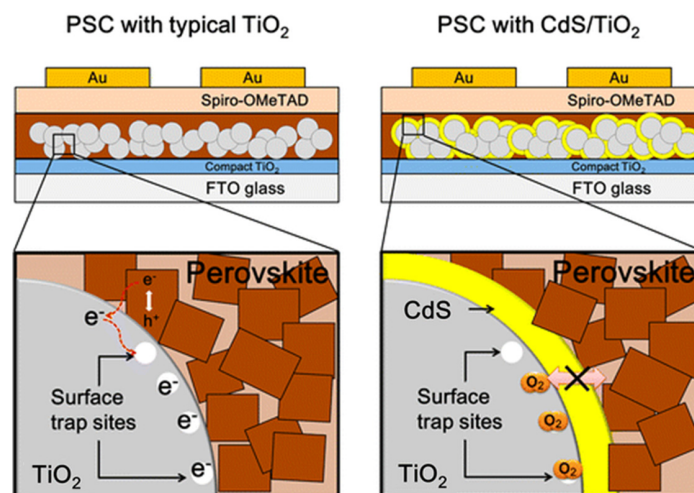 PSC with typical TiO₂
PSC with CdS/TiO₂
Au
Au
Spiro-OMeTAD
Compact TiO₂
FTO glass
Au
Au
Spiro-OMeTAD
Compact TiO₂
FTO glass
Perovskite
e⁻
e⁻
h⁺
Surface
trap sites
e⁻
e⁻
e⁻
TiO₂
Perovskite
CdS
O₂
Surface
trap sites
O₂
O₂
TiO₂